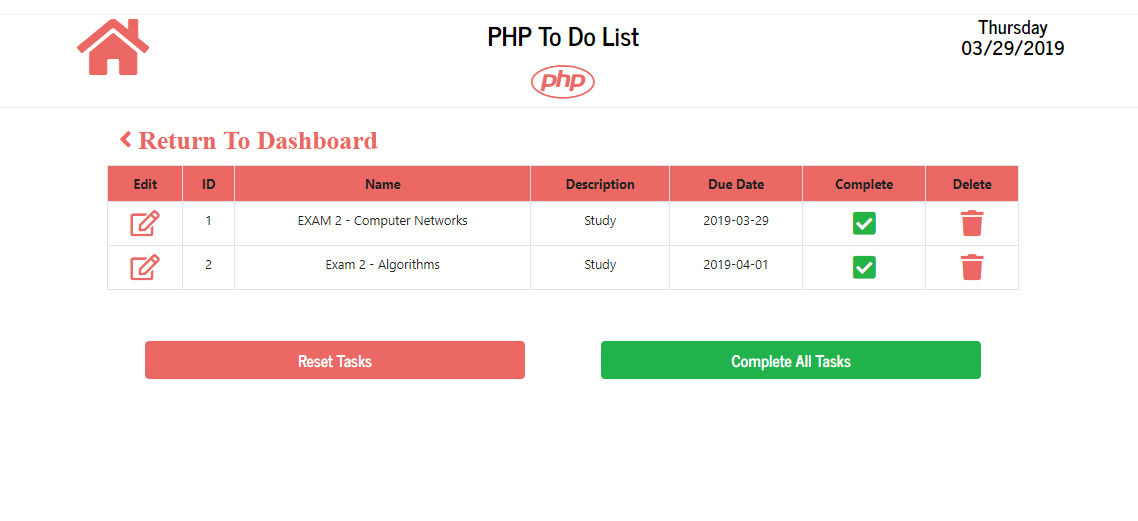 PHP To Do List
Thursday
03/29/2019
php
Return To Dashboard
Edit ID Name Description Due Date Complete Delete
1 EXAM 2 - Computer Networks Study 2019-03-29
2 Exam 2 - Algorithms Study 2019-04-01
Reset Tasks Complete All Tasks